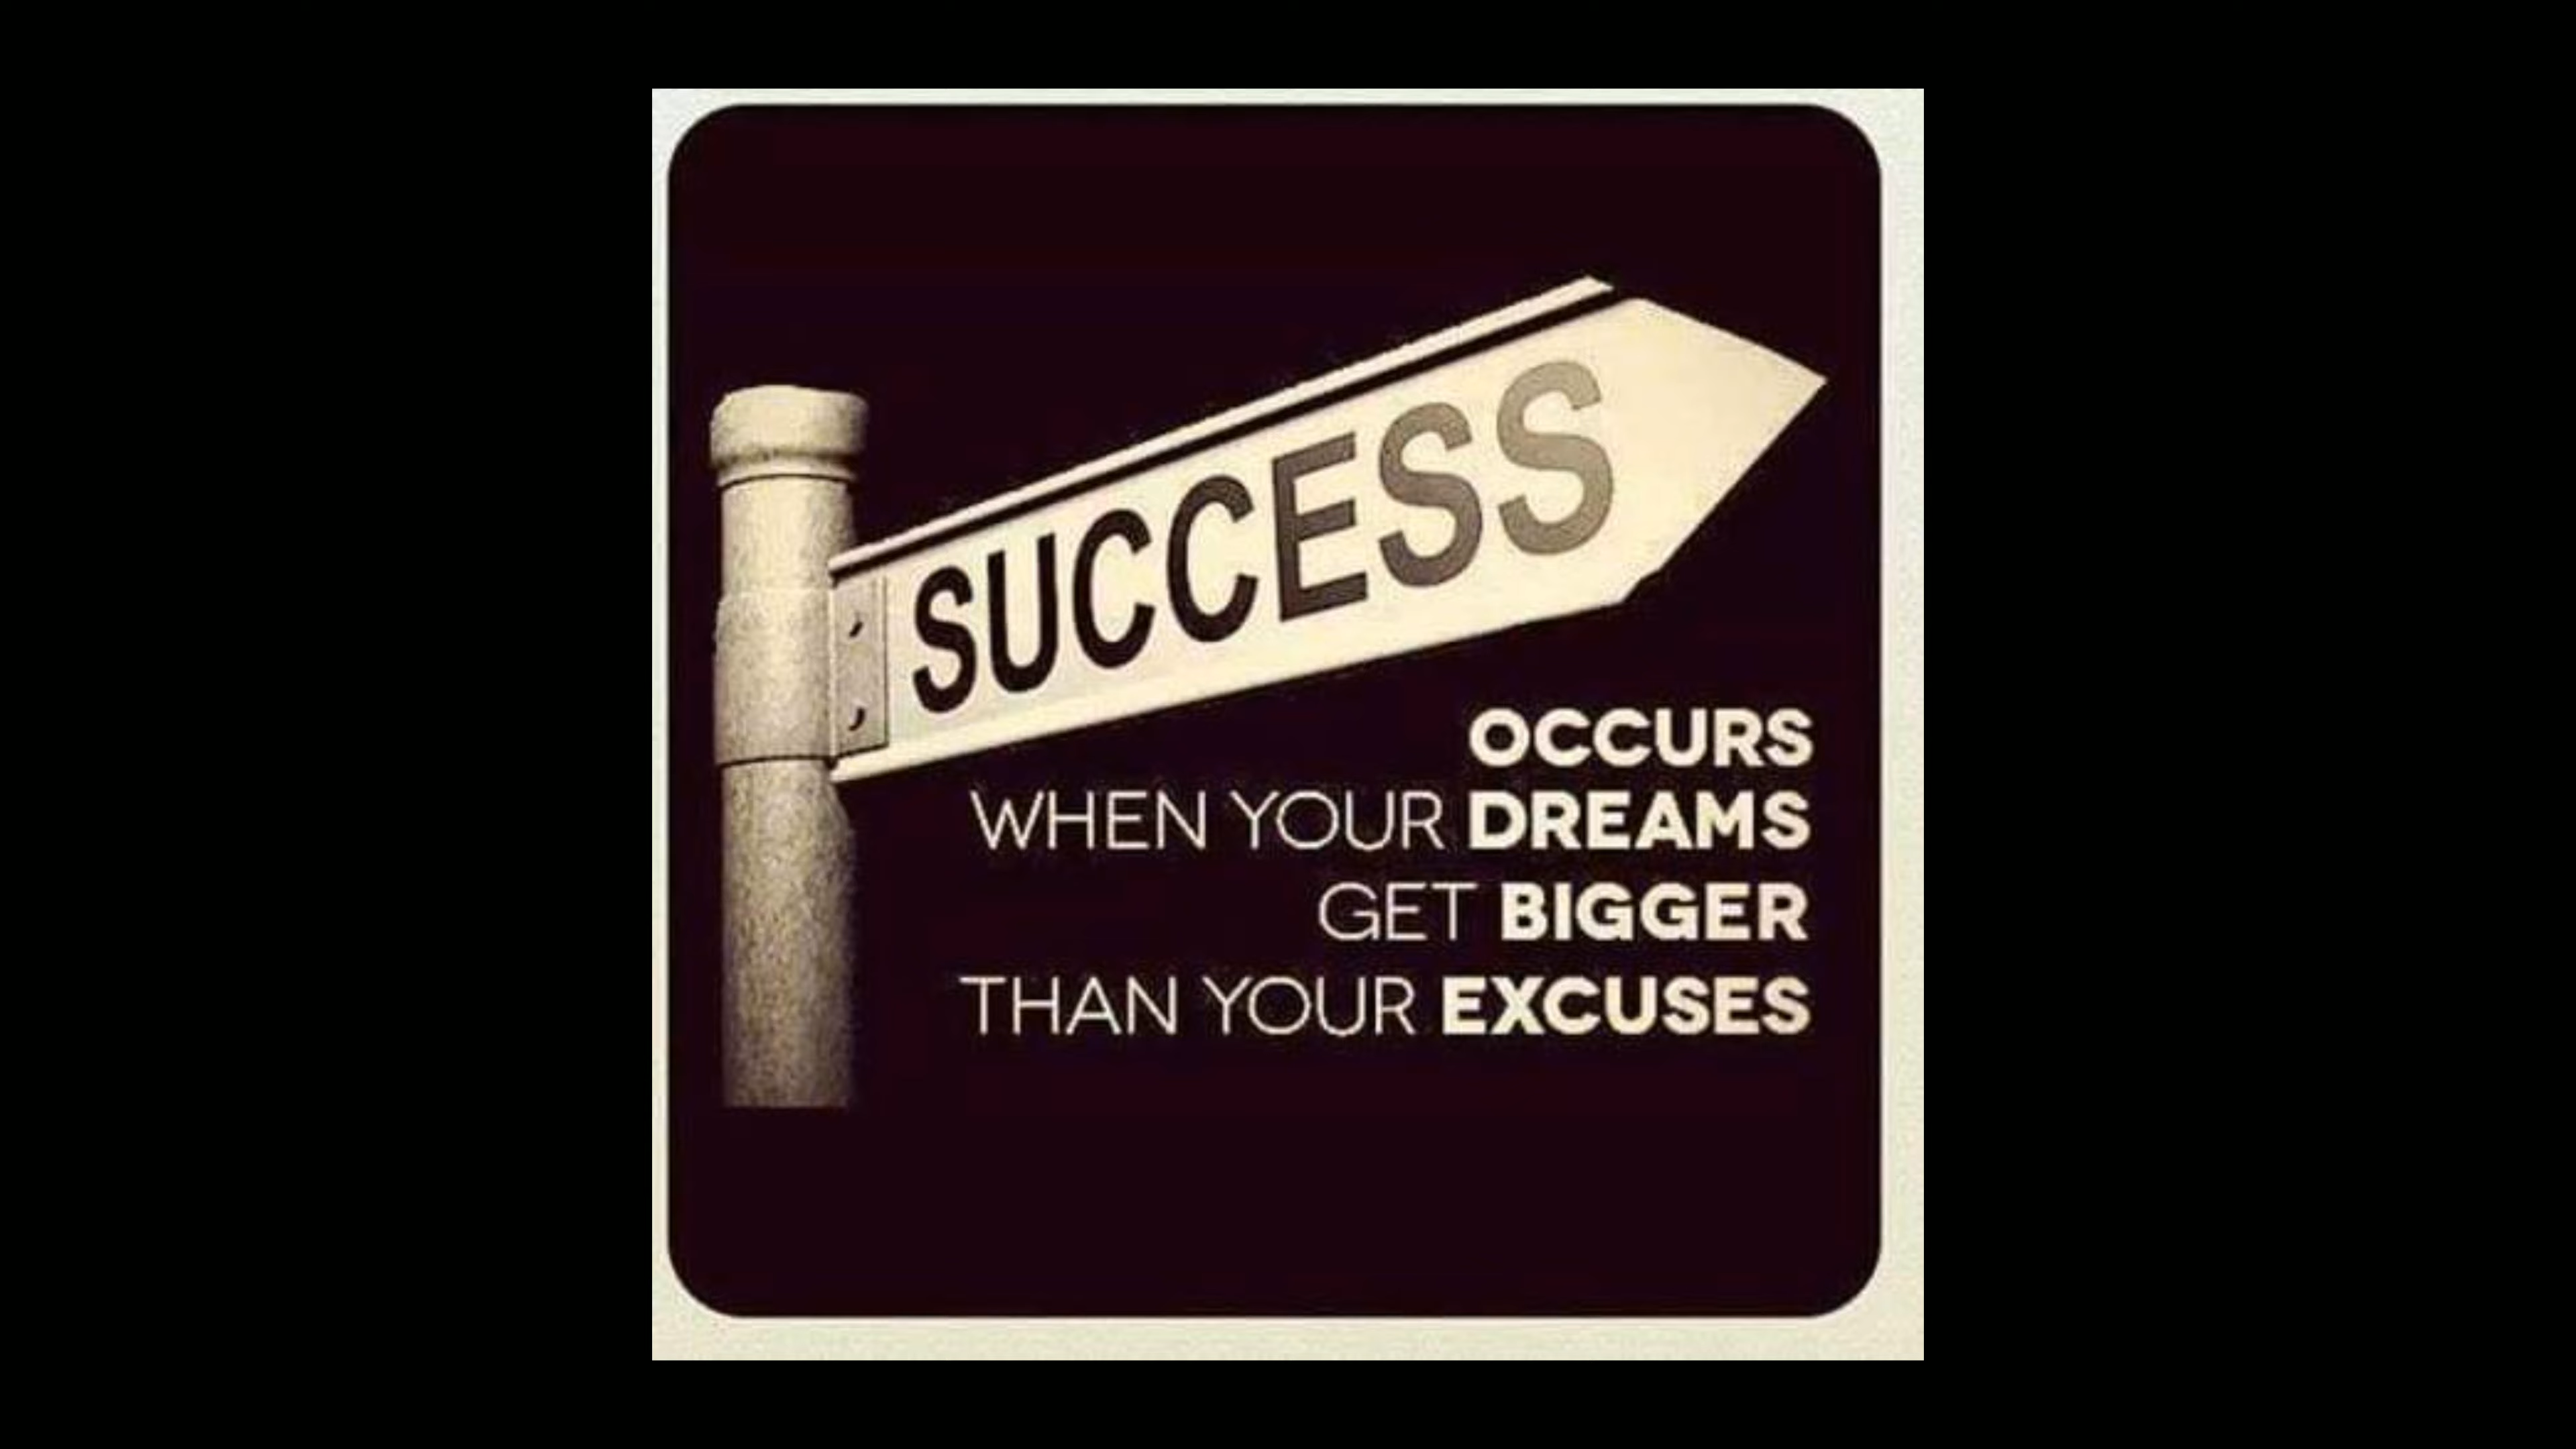 SUCCESS
OCCURS
WHEN YOUR DREAMS
GET BIGGER
THAN YOUR EXCUSES